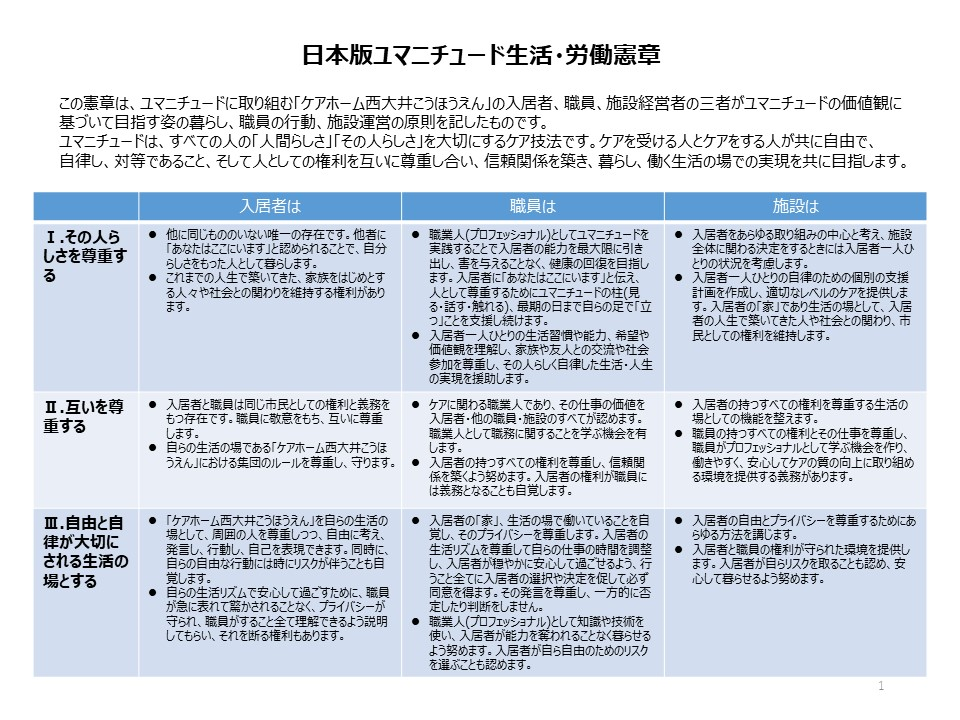 日本版ユマニチュード生活・労働憲章
この憲章は、ユマニチュードに取り組む「ケアホーム西大井こうほうえん」の入居者、職員、施設経営者の三者がユマニチュードの価値観に
基づいて目指す姿の暮らし、職員の行動、施設運営の原則を記したものです。
ユマニチュードは、すべての人の「人間らしさ」「その人らしさ」を大切にするケア技法です。ケアを受ける人とケアをする人が共に自由で、
自律し、対等であること、そして人としての権利を互いに尊重し合い、信頼関係を築き、暮らし、働く生活の場での実現を共に目指します。
入居者は
職員は
施設は
Ⅰ.その人ら
しさを尊重す
る
● 他に同じもののいない唯一の存在です。他者に
「あなたはここにいます」と認められることで、自分
らしさをもった人として暮らします。
● これまでの人生で築いてきた、家族をはじめとす
る人々や社会との関わりを維持する権利があり
ます。
● 職業人(プロフェッショナル)としてユマニチュードを
実践することで入居者の能力を最大限に引き
出し、害を与えることなく、健康の回復を目指し
ます。入居者に「あなたはここにいます」と伝え、
人として尊重するためにユマニチュードの柱(見
る・話す・触れる)、最期の日まで自らの足で「立
つ」ことを支援し続けます。
● 入居者一人ひとりの生活習慣や能力、希望や
価値観を理解し、家族や友人との交流や社会
参加を尊重し、その人らしく自律した生活・人生
の実現を援助します。
● 入居者をあらゆる取り組みの中心と考え、施設
全体に関わる決定をするときには入居者一人ひ
とりの状況を考慮します。
● 入居者一人ひとりの自律のための個別の支援
計画を作成し、適切なレベルのケアを提供しま
す。入居者の「家」であり生活の場として、入居
者の人生で築いてきた人や社会との関わり、市
民としての権利を維持します。
Ⅱ.互いを尊
重する
● 入居者と職員は同じ市民としての権利と義務を
もつ存在です。職員に敬意をもち、互いに尊重
します。
● 自らの生活の場である「ケアホーム西大井こうほ
うえん」における集団のルールを尊重し、守ります。
● ケアに関わる職業人であり、その仕事の価値を
入居者・他の職員・施設のすべてが認めます。
職業人として職務に関することを学ぶ機会を有
します。
● 入居者の持つすべての権利を尊重し、信頼関
係を築くよう努めます。入居者の権利が職員に
は義務となることも自覚します。
● 入居者の持つすべての権利を尊重する生活の
場としての機能を整えます。
● 職員の持つすべての権利とその仕事を尊重し、
職員がプロフェッショナルとして学ぶ機会を作り、
働きやすく、安心してケアの質の向上に取り組め
る環境を提供する義務があります。
Ⅲ.自由と自
律が大切に
される生活の
場とする
● 「ケアホーム西大井こうほうえん」を自らの生活の
場として、周囲の人を尊重しつつ、自由に考え、
発言し、行動し、自己を表現できます。同時に、
自らの自由な行動には時にリスクが伴うことも自
覚します。
● 自らの生活リズムで安心して過ごすために、職員
が急に表れて驚かされることなく、プライバシーが
守られ、職員がすること全て理解できるよう説明
してもらい、それを断る権利もあります。
● 入居者の「家」、生活の場で働いていることを自
覚し、そのプライバシーを尊重します。入居者の
生活リズムを尊重して自らの仕事の時間を調整
し、入居者が穏やかに安心して過ごせるよう、行
うこと全てに入居者の選択や決定を促して必ず
同意を得ます。その発言を尊重し、一方的に否
定したり判断をしません。
● 職業人(プロフェッショナル)として知識や技術を
使い、入居者が能力を奪われることなく暮らせる
よう努めます。入居者が自ら自由のためのリスク
を選ぶことも認めます。
● 入居者の自由とプライバシーを尊重するためにあ
らゆる方法を講じます。
● 入居者と職員の権利が守られた環境を提供し
ます。入居者が自らリスクを取ることも認め、安
心して暮らせるよう努めます。
1